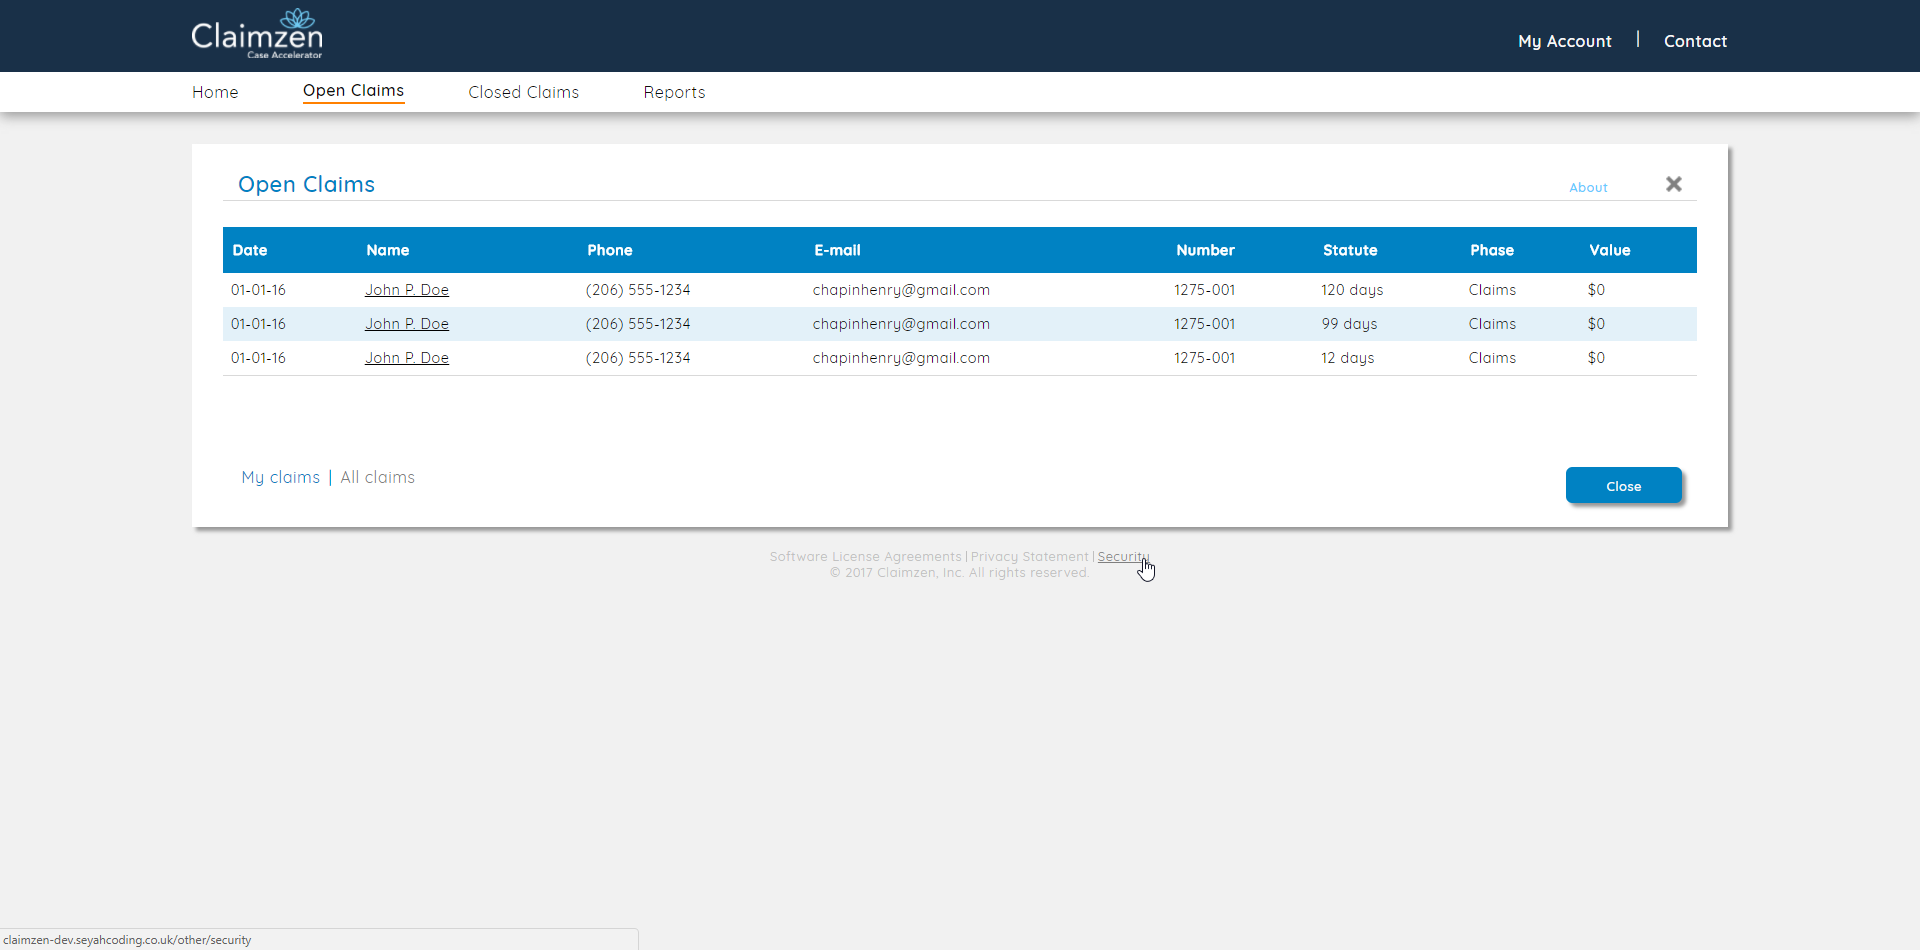 Claimzen
Case Accelerator
My Account | Contact
Home Open Claims Closed Claims Reports
Open Claims About
Date Name Phone E-mail Number Statute Phase Value
01-01-16 John P. Doe (206) 555-1234 chapinhenry@gmail.com 1275-001 120 days Claims $0
01-01-16 John P. Doe (206) 555-1234 chapinhenry@gmail.com 1275-001 99 days Claims $0
01-01-16 John P. Doe (206) 555-1234 chapinhenry@gmail.com 1275-001 12 days Claims $0
My claims | All claims
Close
Software License Agreements | Privacy Statement | Security
© 2017 Claimzen, Inc. All rights reserved.
claimzen-dev.seyahcoding.co.uk/other/security